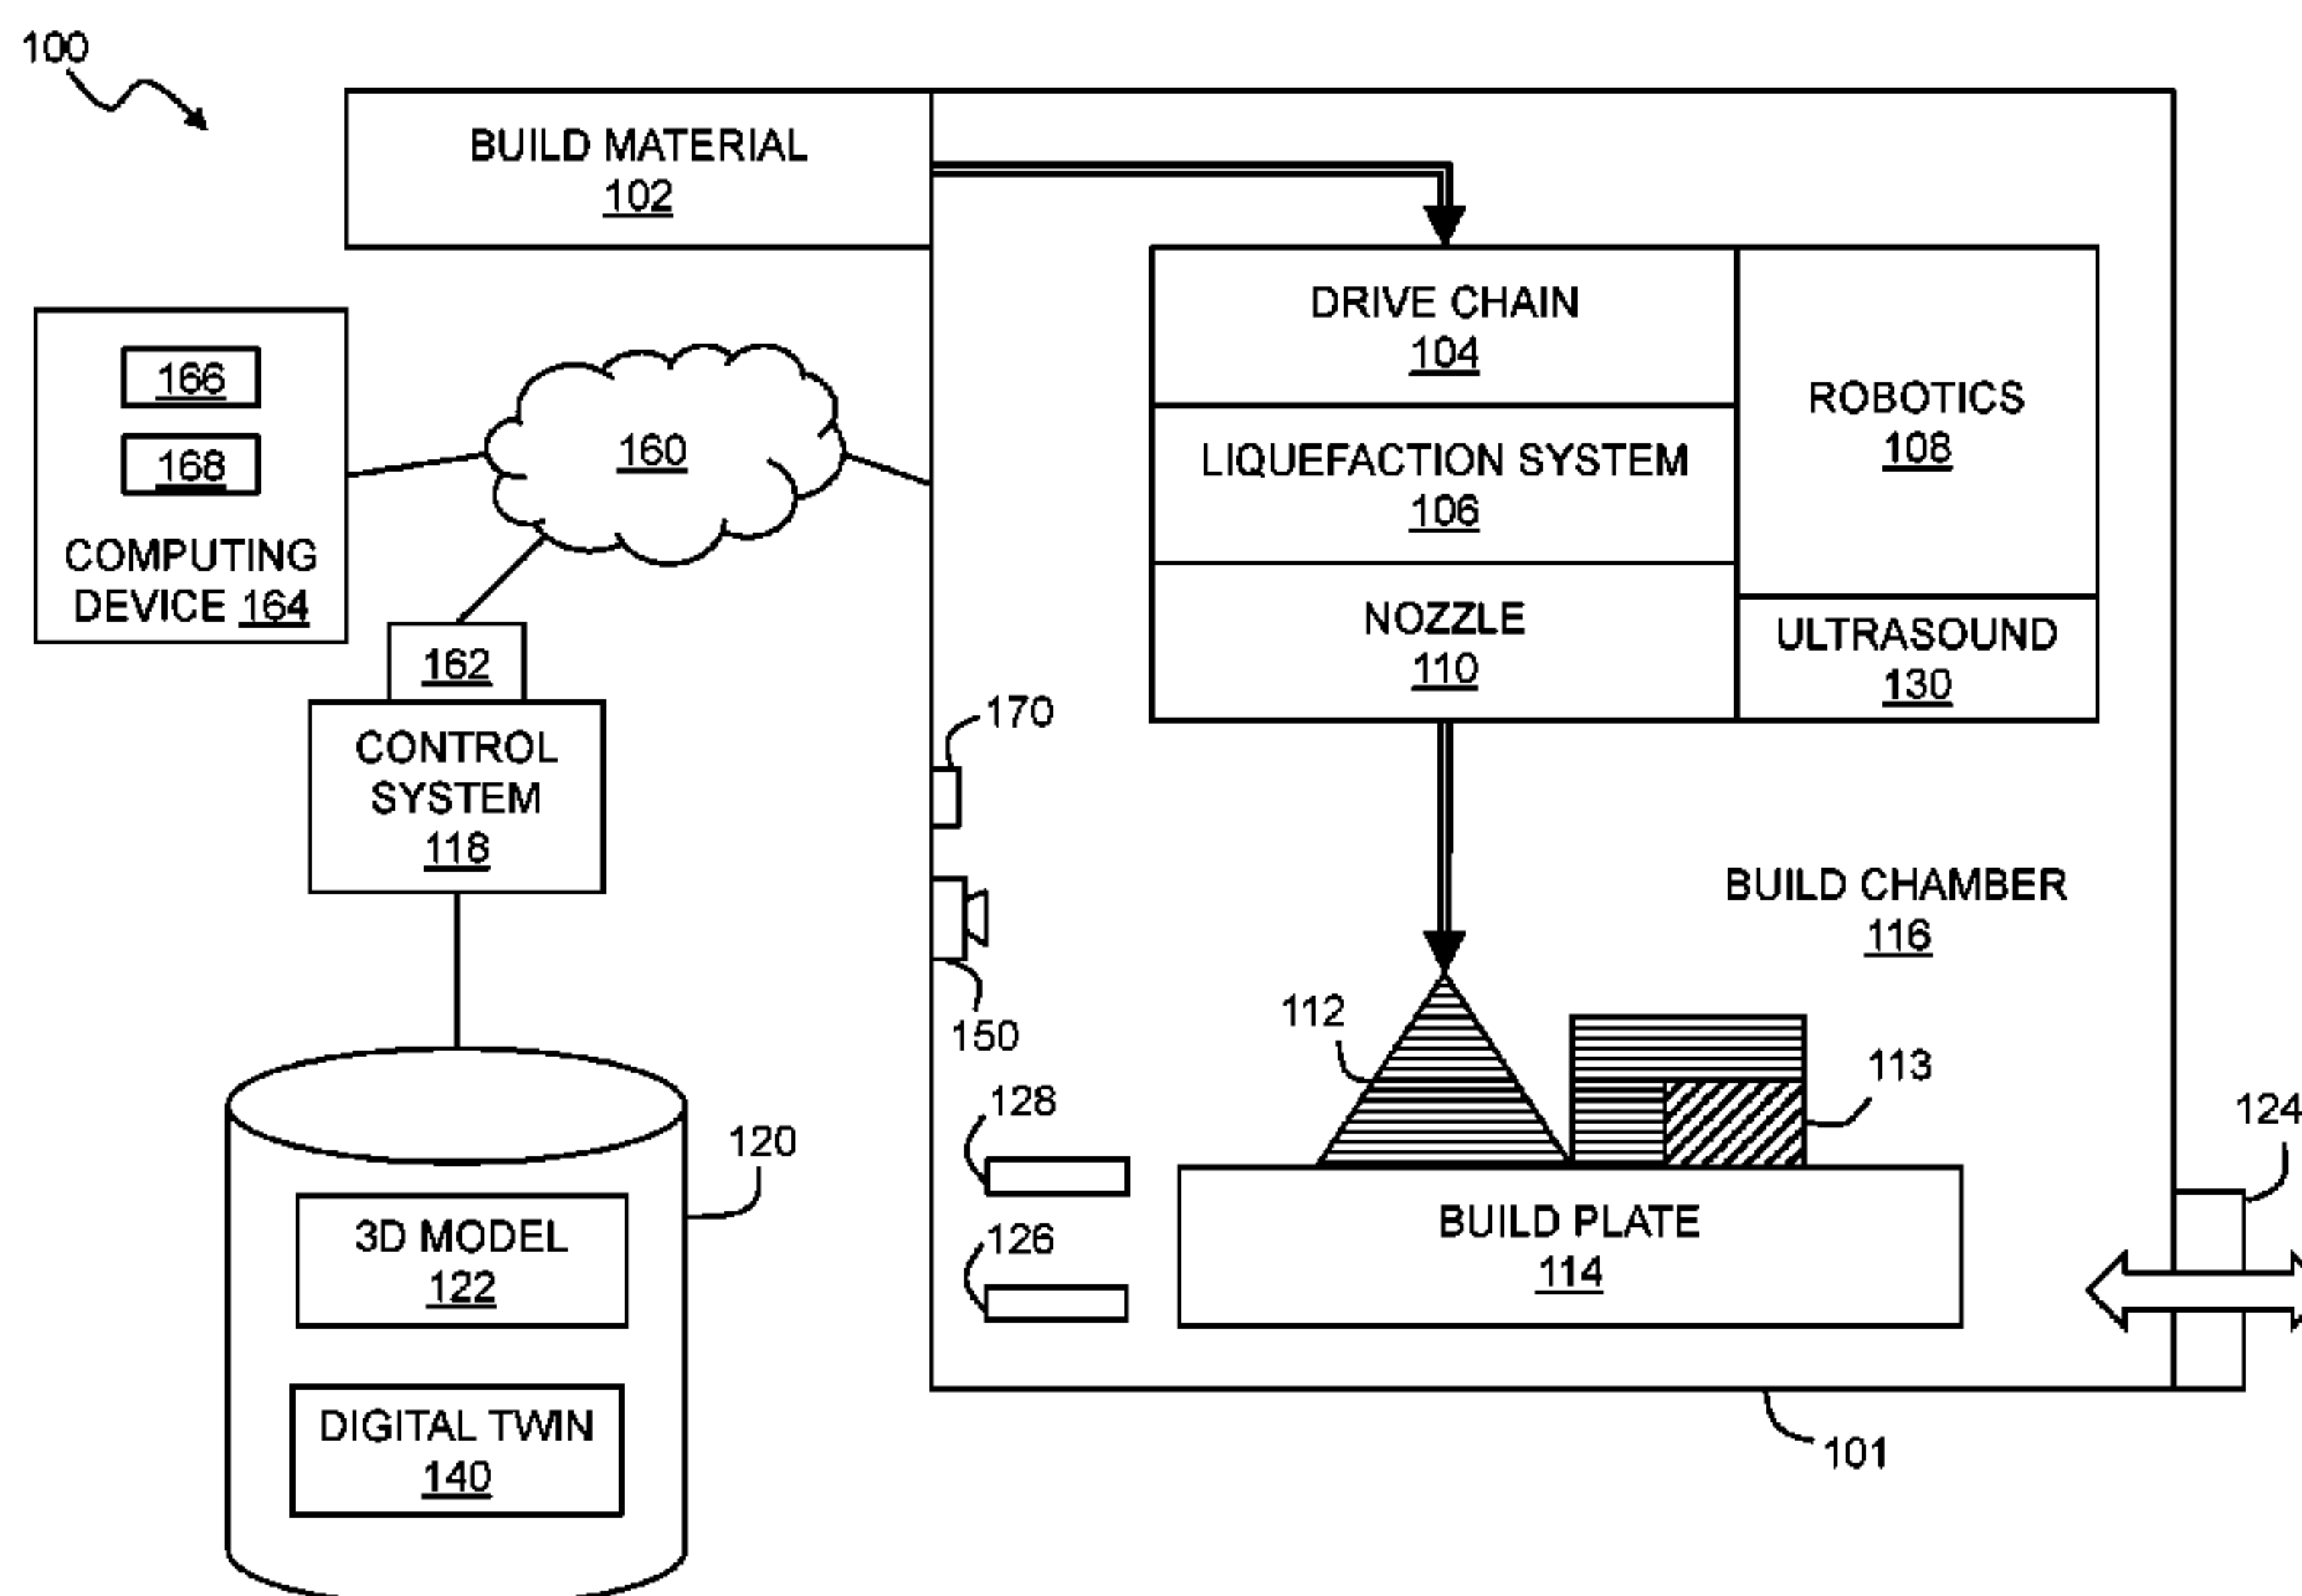 100
BUILD MATERIAL
102
DRIVE CHAIN
104
LIQUEFACTION SYSTEM
106
NOZZLE
110
ROBOTICS
108
ULTRASOUND
130
166
168
COMPUTING
DEVICE 164
160
162
CONTROL
SYSTEM
118
170
150
BUILD CHAMBER
116
112
113
128
126
124
BUILD PLATE
114
101
120
3D MODEL
122
DIGITAL TWIN
140